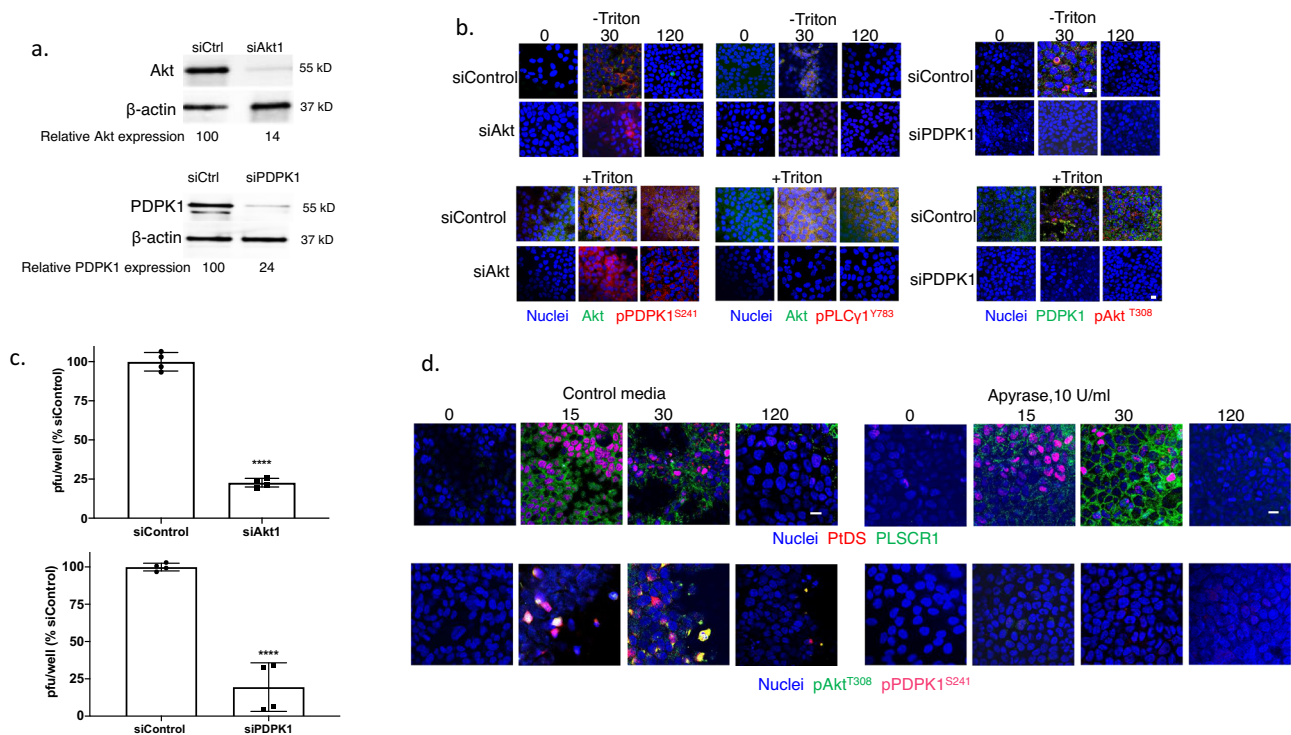 a.
siCtrl siAkt1
Akt 55 kD
β-actin 37 kD
Relative Akt expression 100 14
siCtrl siPDPK1
PDPK1 55 kD
β-actin 37 kD
Relative PDPK1 expression 100 24
b.
-Triton -Triton -Triton
0 30 120 0 30 120 0 30 120
siControl siControl
siAkt siPDPK1
+Triton +Triton +Triton
siControl siControl
siAkt siPDPK1
Nuclei Akt pPDPK1S241 Nuclei Akt pPLCγ1Y783 Nuclei PDPK1 pAkt T308
c.
pfu/well (% siControl)
100
75
50
25
0
****
siControl siAkt1
pfu/well (% siControl)
100
75
50
25
0
****
siControl siPDPK1
d.
Control media Apyrase,10 U/ml
0 15 30 120 0 15 30 120
Nuclei PtDS PLSCR1
Nuclei pAktT308 pPDPK1S241